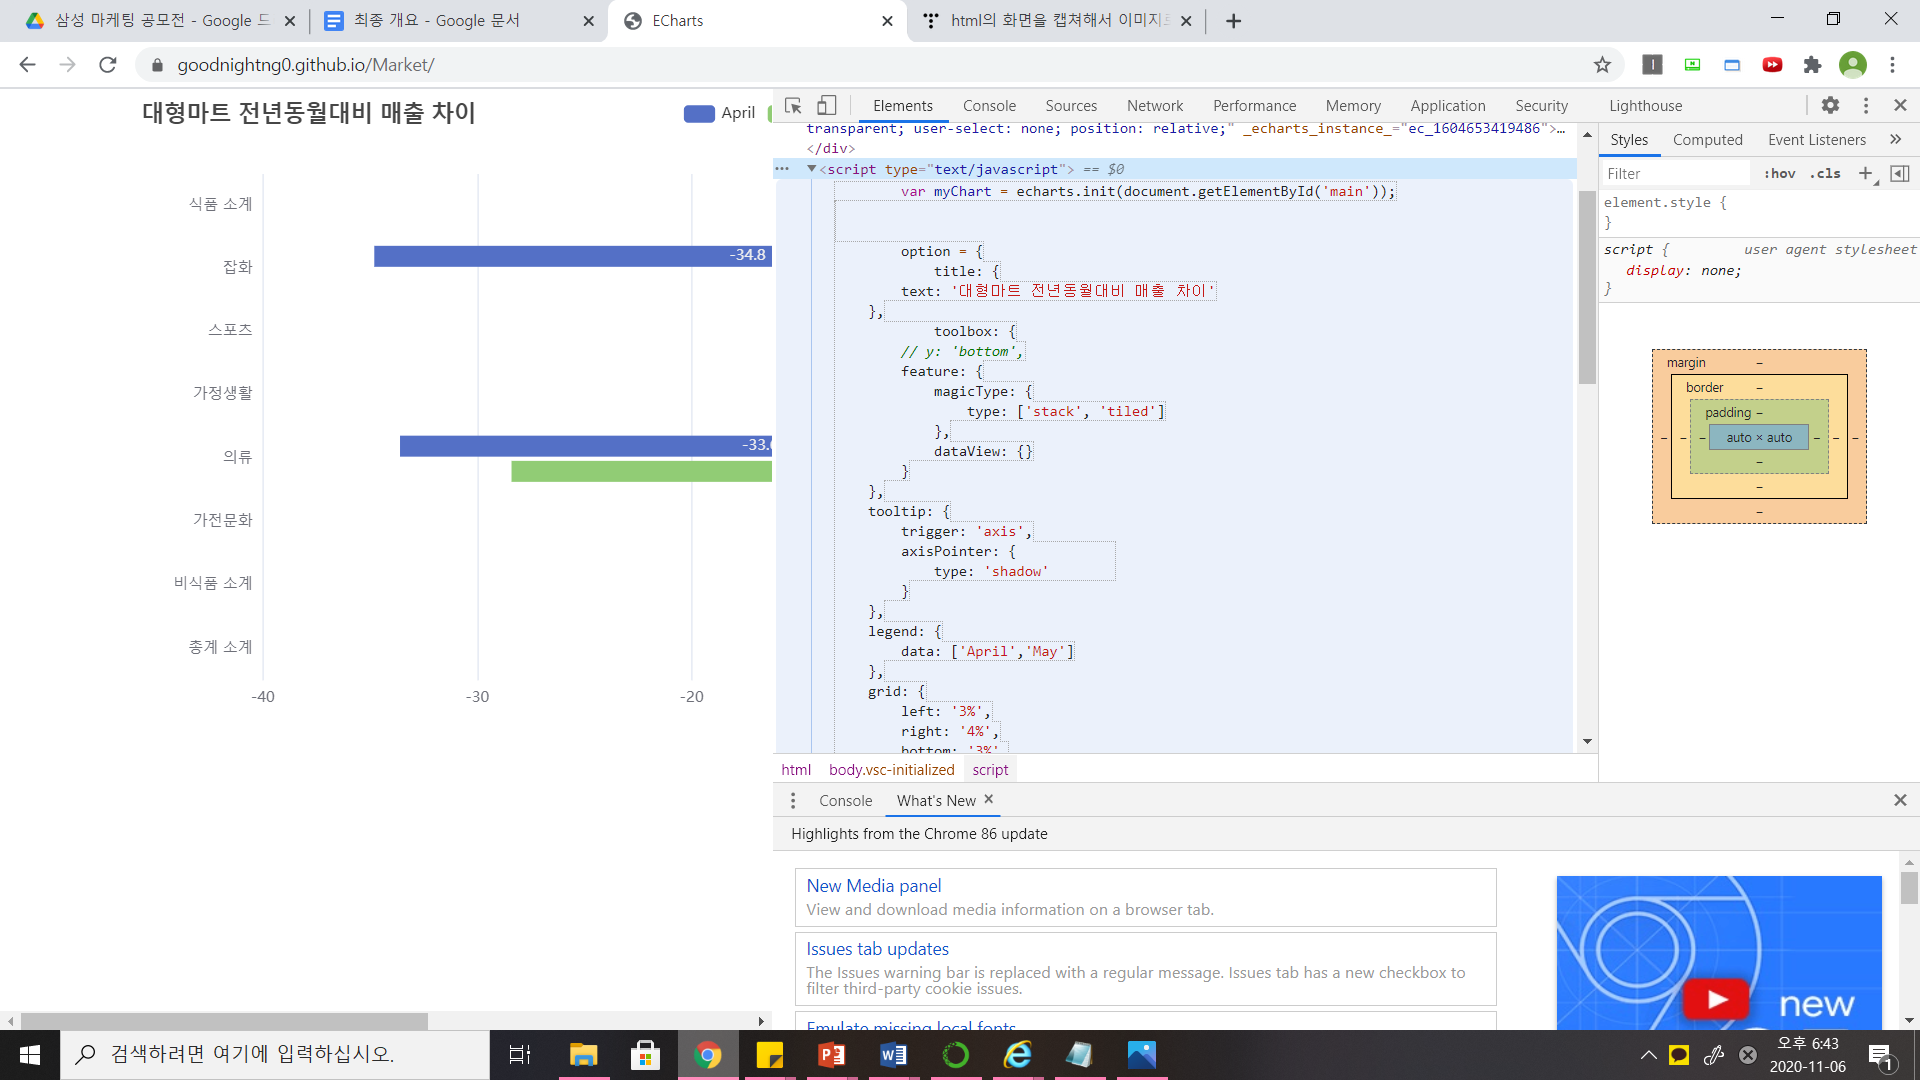 삼성 마케팅 공모전 - Google 드
최종 개요 - Google 문서
ECharts
html의 화면을 캡쳐해서 이미지로
goodnightng0.github.io/Market/
대형마트 전년동월대비 매출 차이
April
식품 소계
잡화
-34.8
스포츠
가정생활
의류
가전문화
비식품 소계
총계 소계
-40
-30
-20
Elements
Console
Sources
Network
Performance
Memory
Application
Security
Lighthouse
transparent; user-select: none; position: relative;" _echarts_instance_="ec_1604653419486">…
</div>
<script type="text/javascript"> == $0
var myChart = echarts.init(document.getElementById('main'));
option = {
title: {
text: '대형마트 전년동월대비 매출 차이'
},
toolbox: {
// y: 'bottom',
feature: {
magicType: {
type: ['stack', 'tiled']
},
dataView: {}
}
},
tooltip: {
trigger: 'axis',
axisPointer: {
type: 'shadow'
}
},
legend: {
data: ['April','May']
},
grid: {
left: '3%',
right: '4%',
bottom: '3%',
html
body.vsc-initialized
script
Styles
Computed
Event Listeners
Filter
:hov
.cls
element.style {
}
script {
user agent stylesheet
display: none;
}
margin
–
border
–
padding
–
auto × auto
Console
What's New
Highlights from the Chrome 86 update
New Media panel
View and download media information on a browser tab.
Issues tab updates
The Issues warning bar is replaced with a regular message. Issues tab has a new checkbox to
filter third-party cookie issues.
Emulate missing local fonts
new
검색하려면 여기에 입력하십시오.
오후 6:43
2020-11-06
1